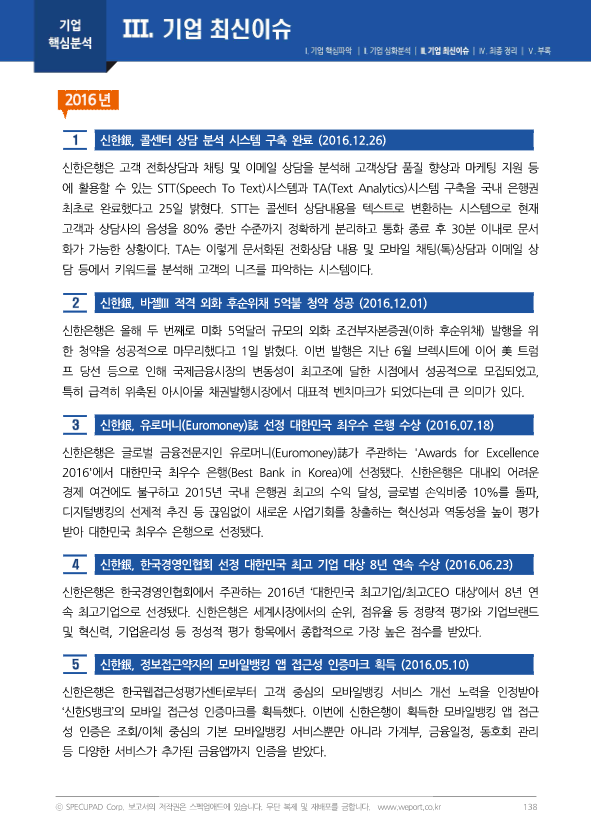 기업
핵심분석
III. 기업 최신이슈
I. 기업 핵심파악 | II. 기업 심화분석 | III. 기업 최신이슈 | IV. 최종 정리 | V. 부록
2016년
1 신한銀, 콜센터 상담 분석 시스템 구축 완료 (2016.12.26)
신한은행은 고객 전화상담과 채팅 및 이메일 상담을 분석해 고객상담 품질 향상과 마케팅 지원 등
에 활용할 수 있는 STT(Speech To Text)시스템과 TA(Text Analytics)시스템 구축을 국내 은행권
최초로 완료했다고 25일 밝혔다. STT는 콜센터 상담내용을 텍스트로 변환하는 시스템으로 현재
고객과 상담사의 음성을 80% 중반 수준까지 정확하게 분리하고 통화 종료 후 30분 이내로 문서
화가 가능한 상황이다. TA는 이렇게 문서화된 전화상담 내용 및 모바일 채팅(톡)상담과 이메일 상
담 등에서 키워드를 분석해 고객의 니즈를 파악하는 시스템이다.
2 신한銀, 바젤III 적격 외화 후순위채 5억불 청약 성공 (2016.12.01)
신한은행은 올해 두 번째로 미화 5억달러 규모의 외화 조건부자본증권(이하 후순위채) 발행을 위
한 청약을 성공적으로 마무리했다고 1일 밝혔다. 이번 발행은 지난 6월 브렉시트에 이어 美 트럼
프 당선 등으로 인해 국제금융시장의 변동성이 최고조에 달한 시점에서 성공적으로 모집되었고,
특히 급격히 위축된 아시아물 채권발행시장에서 대표적 벤치마크가 되었다는데 큰 의미가 있다.
3 신한銀, 유로머니(Euromoney)誌 선정 대한민국 최우수 은행 수상 (2016.07.18)
신한은행은 글로벌 금융전문지인 유로머니(Euromoney)誌가 주관하는 'Awards for Excellence
2016'에서 대한민국 최우수 은행(Best Bank in Korea)에 선정됐다. 신한은행은 대내외 어려운
경제 여건에도 불구하고 2015년 국내 은행권 최고의 수익 달성, 글로벌 손익비중 10%를 돌파,
디지털뱅킹의 선제적 추진 등 끊임없이 새로운 사업기회를 창출하는 혁신성과 역동성을 높이 평가
받아 대한민국 최우수 은행으로 선정됐다.
4 신한銀, 한국경영인협회 선정 대한민국 최고 기업 대상 8년 연속 수상 (2016.06.23)
신한은행은 한국경영인협회에서 주관하는 2016년 '대한민국 최고기업/최고CEO 대상'에서 8년 연
속 최고기업으로 선정됐다. 신한은행은 세계시장에서의 순위, 점유율 등 정량적 평가와 기업브랜드
및 혁신력, 기업윤리성 등 정성적 평가 항목에서 종합적으로 가장 높은 점수를 받았다.
5 신한銀, 정보접근약자의 모바일뱅킹 앱 접근성 인증마크 획득 (2016.05.10)
신한은행은 한국웹접근성평가센터로부터 고객 중심의 모바일뱅킹 서비스 개선 노력을 인정받아
'신한S뱅크'의 모바일 접근성 인증마크를 획득했다. 이번에 신한은행이 획득한 모바일뱅킹 앱 접근
성 인증은 조회/이체 중심의 기본 모바일뱅킹 서비스뿐만 아니라 가계부, 금융일정, 동호회 관리
등 다양한 서비스가 추가된 금융앱까지 인증을 받았다.
ⓒ SPECUPAD Corp. 보고서의 저작권은 스펙업애드에 있습니다. 무단 복제 및 재배포를 금합니다. www.weport.co.kr
138